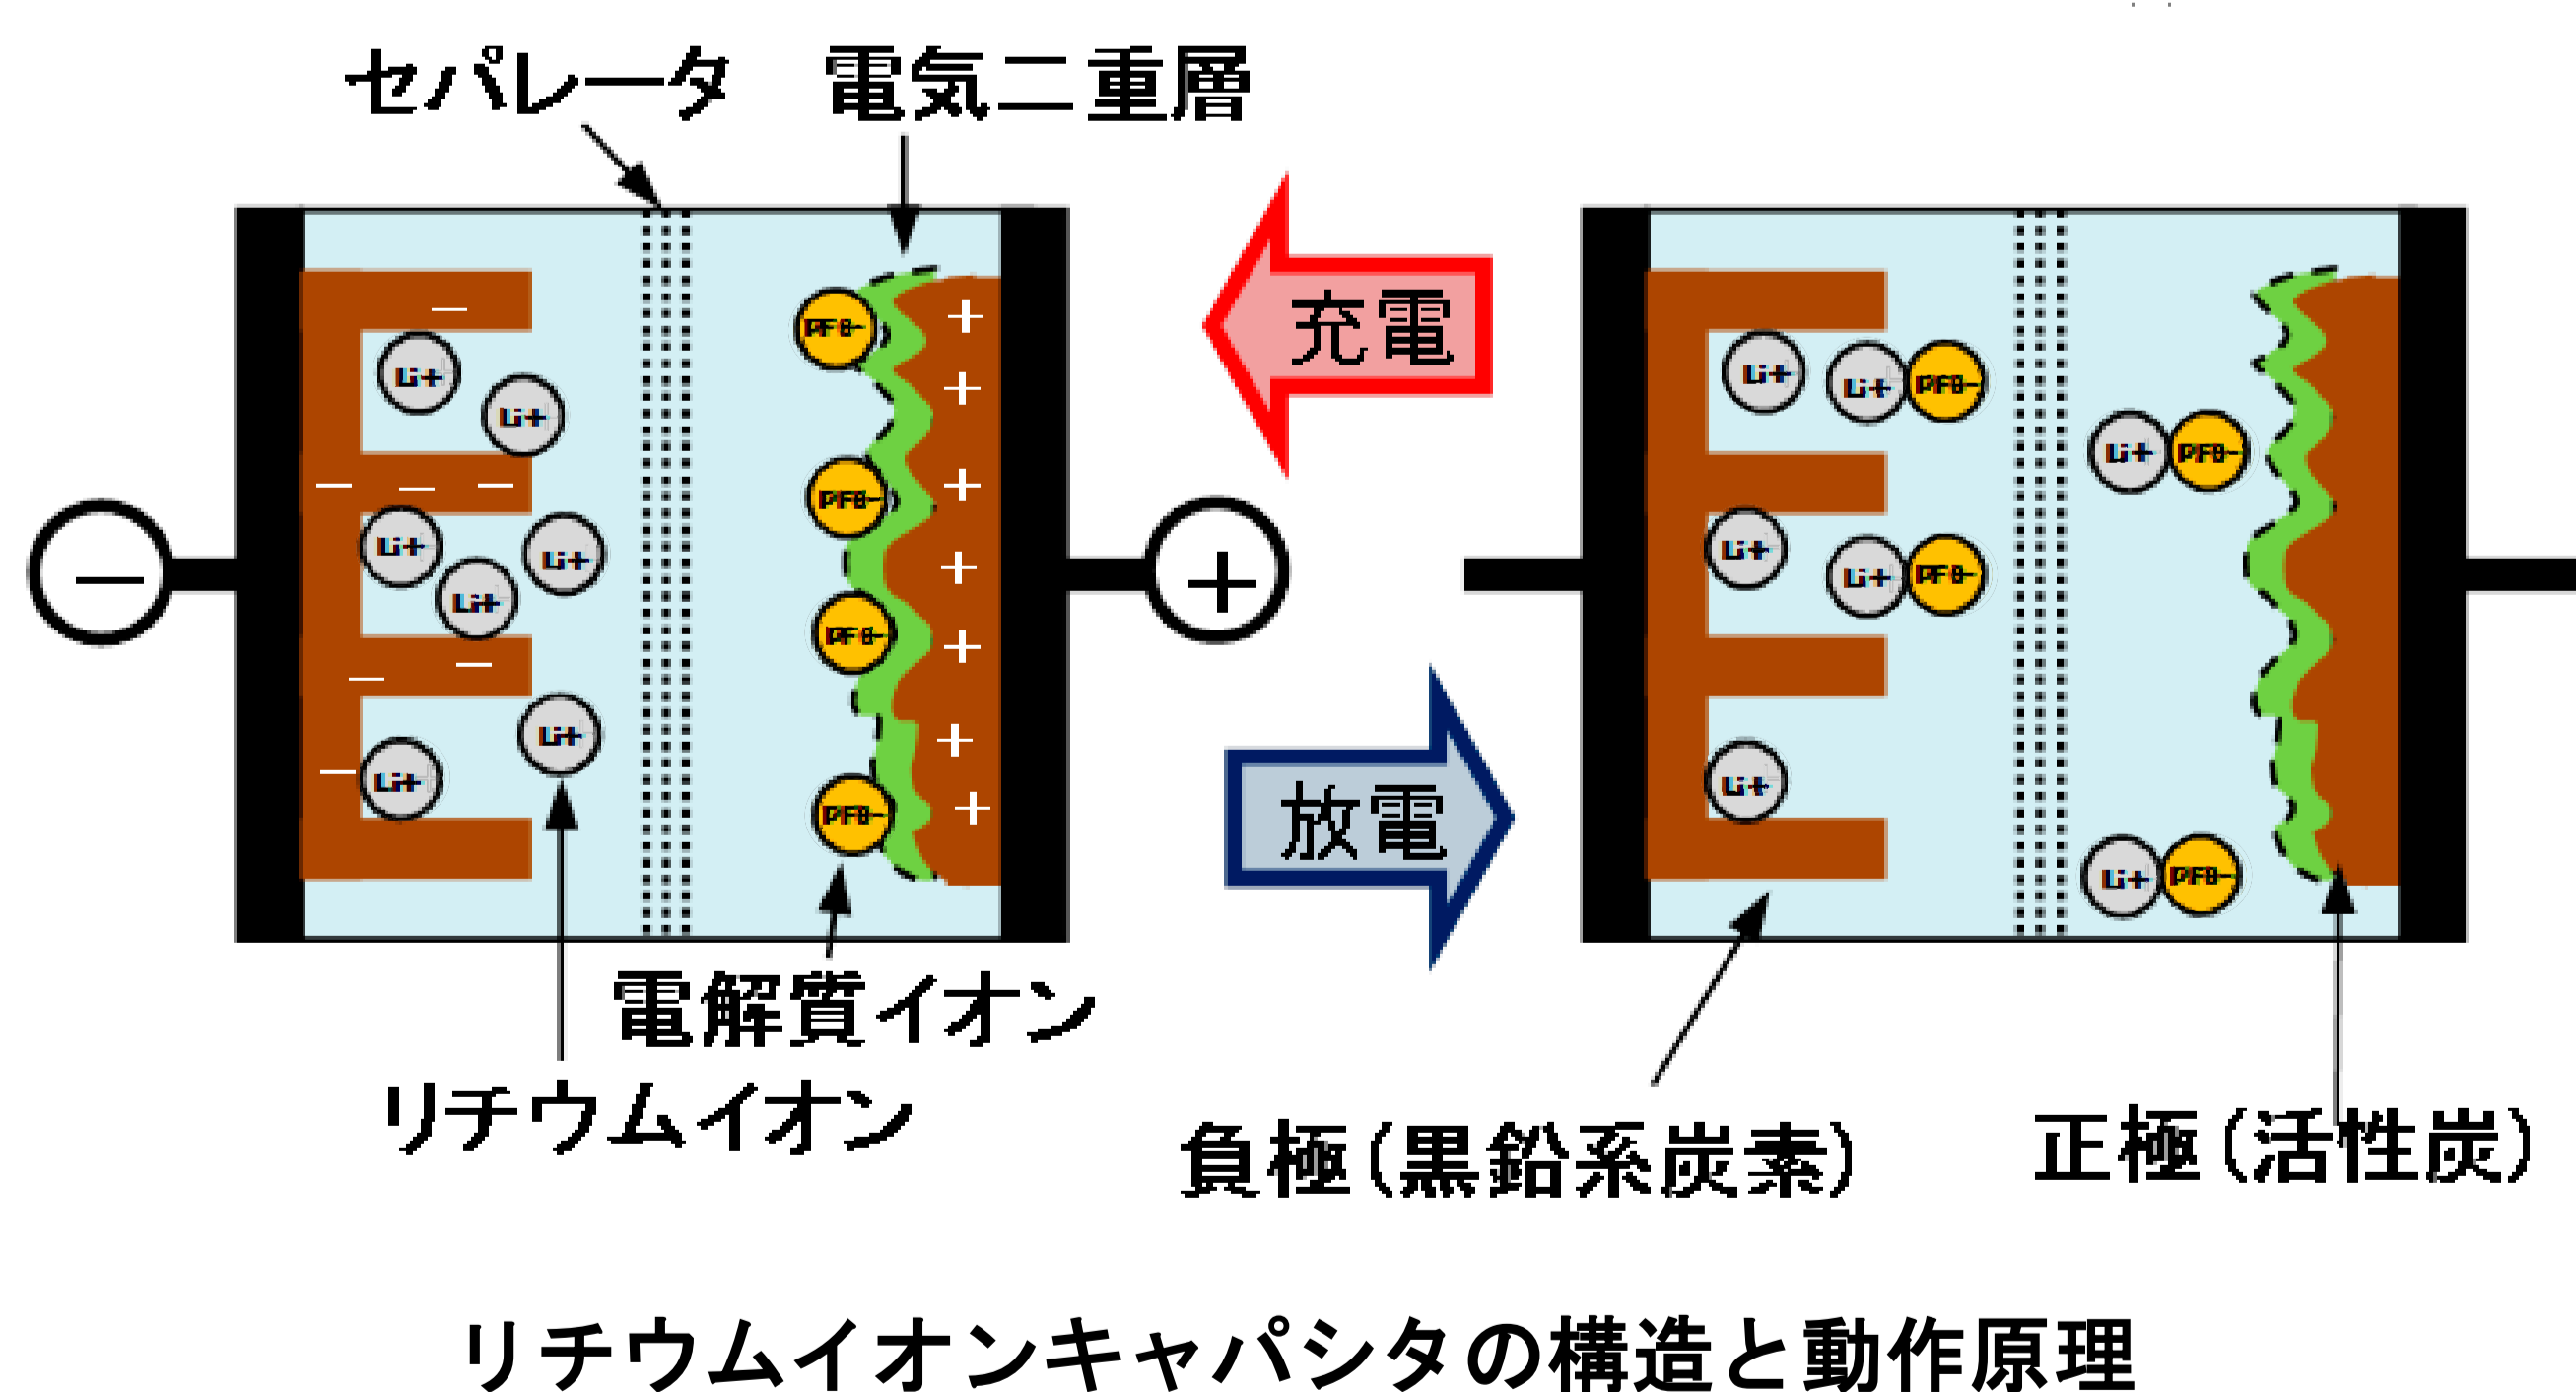 セパレータ 電気二重層
充電
PF6-
Li+
Li+
PF6-
Li+
Li+
Li+
PF6-
Li+
Li+
PF6-
Li+ Li+ PF6-
Li+ PF6-
Li+ Li+ PF6-
Li+
Li+ PF6-
放電
電解質イオン
リチウムイオン
負極(黒鉛系炭素)
正極(活性炭)
リチウムイオンキャパシタの構造と動作原理